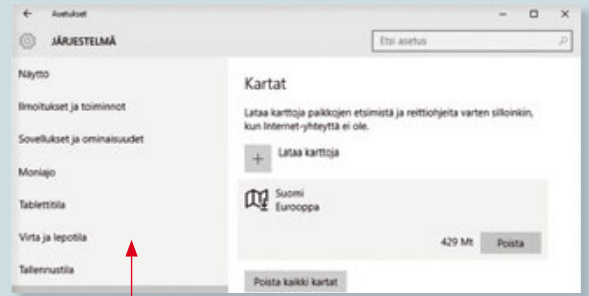 Asetukset
JÄRJESTELMÄ
Etsi asetus
Näyttö
Ilmoitukset ja toiminnot
Sovellukset ja ominaisuudet
Moniajo
Tablettitila
Virta ja lepotila
Tallennustila
Kartat
Lataa karttoja paikkojen etsimistä ja reittiohjeita varten silloinkin,
kun Internet-yhteyttä ei ole.
Lataa karttoja
Suomi
Eurooppa
429 Mt Poista
Poista kaikki kartat